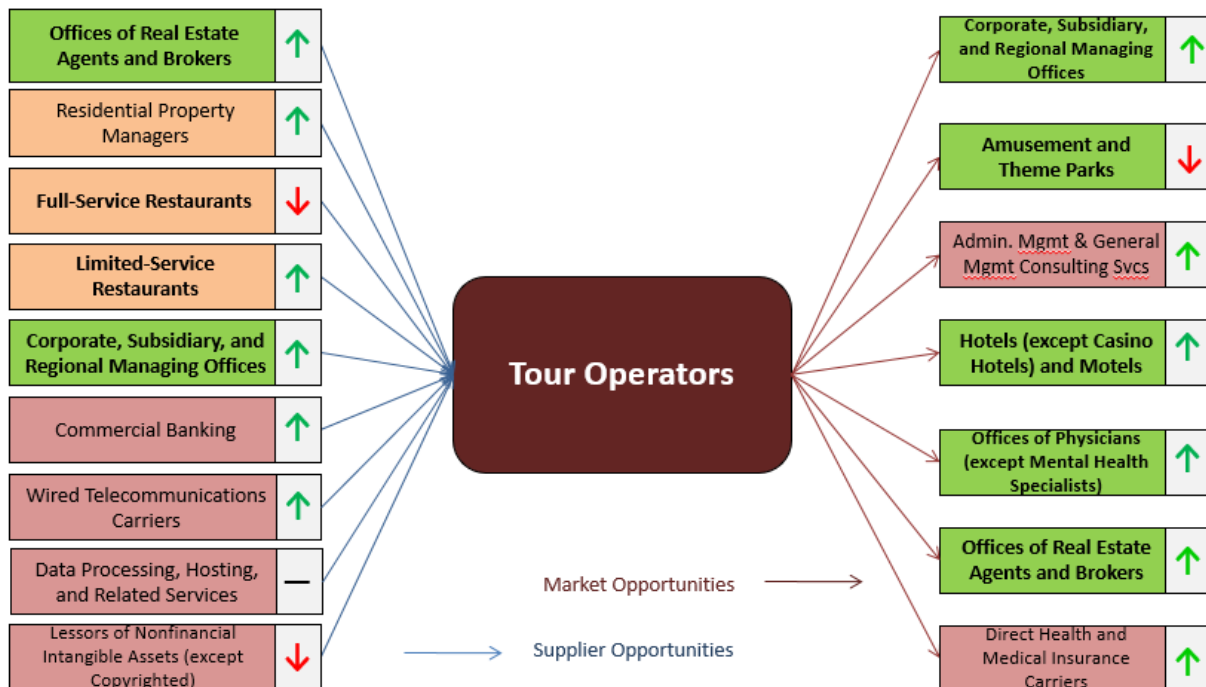 Offices of Real Estate
Agents and Brokers
Residential Property
Managers
Full-Service Restaurants
Limited-Service
Restaurants
Corporate, Subsidiary, and
Regional Managing Offices
Commercial Banking
Wired Telecommunications
Carriers
Data Processing, Hosting,
and Related Services
Lessors of Nonfinancial
Intangible Assets (except
Copyrighted)
Tour Operators
Market Opportunities
Supplier Opportunities
Corporate, Subsidiary,
and Regional Managing
Offices
Amusement and
Theme Parks
Admin. Mgmt & General
Mgmt Consulting Svcs
Hotels (except Casino
Hotels) and Motels
Offices of Physicians
(except Mental Health
Specialists)
Offices of Real Estate
Agents and Brokers
Direct Health and
Medical Insurance
Carriers